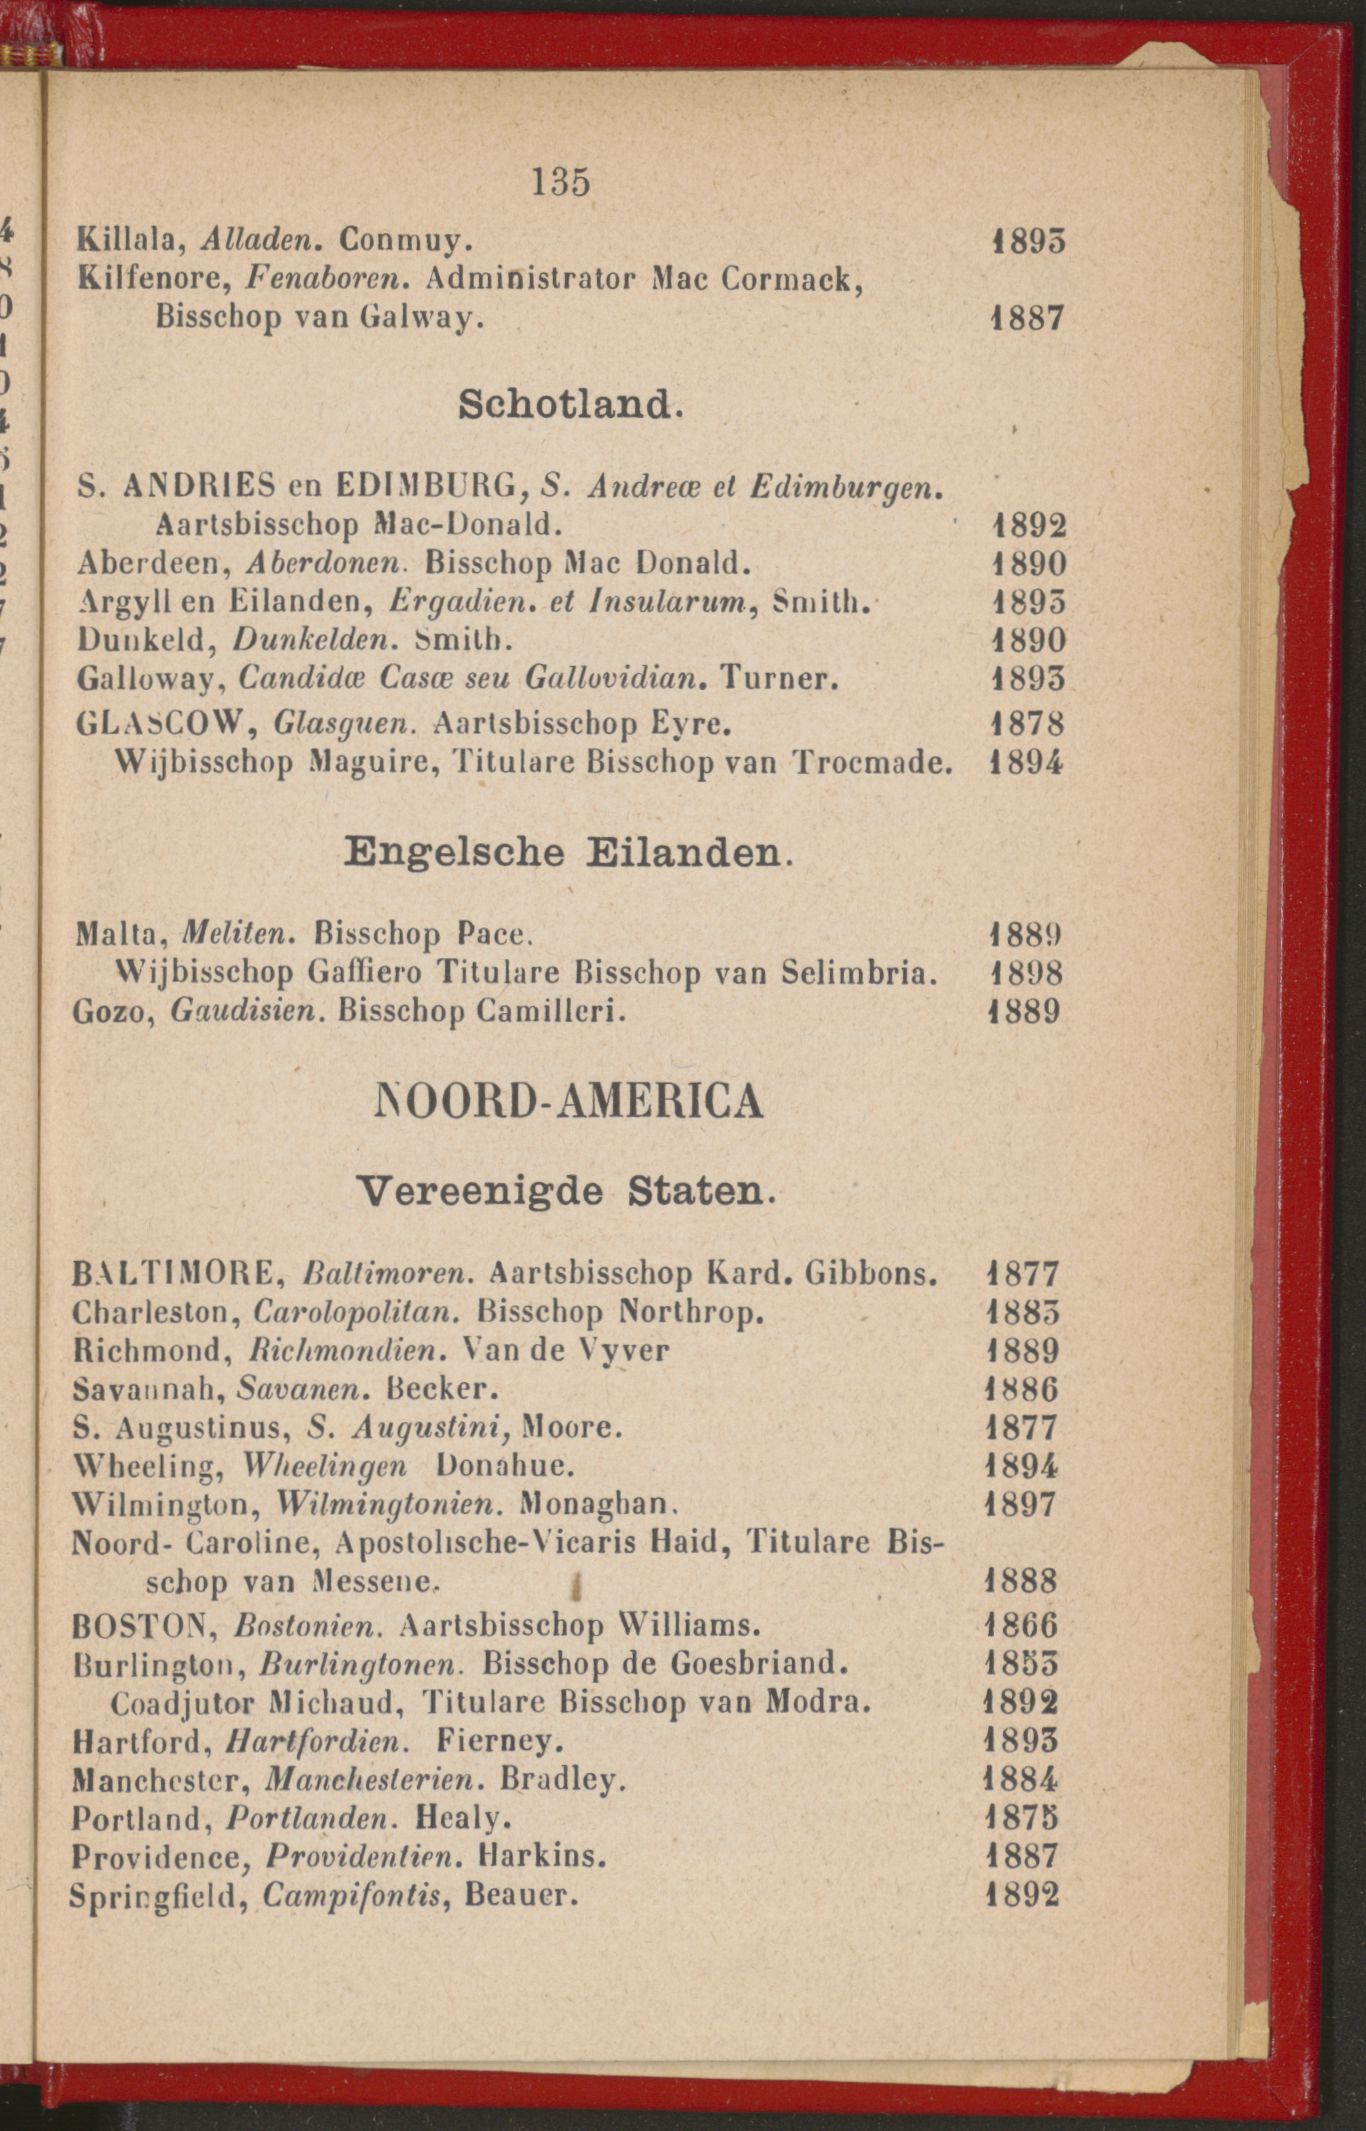 135
Killala, Alladen. Conmuy. 1893
Kilfenore, Fenaboren. Administrator Mac Cormack,
Bisschop van Galway. 1887
Schotland.
S. ANDRIES en EDIMBURG, S. Andreæ et Edimburgen.
Aartsbisschop Mac-Donald. 1892
Aberdeen, Aberdonen. Bisschop Mac Donald. 1890
Argyll en Eilanden, Ergadien. et Insularum, Smith. 1893
Dunkeld, Dunkelden. Smith. 1890
Galloway, Candidæ Casæ seu Gallovidian. Turner. 1893
GLASCOW, Glasguen. Aartsbisschop Eyre. 1878
Wijbisschop Maguire, Titulare Bisschop van Trocmade. 1894
Engelsche Eilanden.
Malta, Meliten. Bisschop Pace. 1889
Wijbisschop Gaffiero Titulare Bisschop van Selimbria. 1898
Gozo, Gaudisien. Bisschop Camilleri. 1889
NOORD-AMERICA
Vereenigde Staten.
BALTIMORE, Baltimoren. Aartsbisschop Kard. Gibbons. 1877
Charleston, Carolopolitan. Bisschop Northrop. 1883
Richmond, Richmondien. Van de Vyver 1889
Savannah, Savanen. Becker. 1886
S. Augustinus, S. Augustini, Moore. 1877
Wheeling, Wheelingen Donahue. 1894
Wilmington, Wilmingtonien. Monaghan. 1897
Noord- Caroline, Apostolische-Vicaris Haid, Titulare Bis-
schop van Messene. 1888
BOSTON, Bostonien. Aartsbisschop Williams. 1866
Burlington, Burlingtonen. Bisschop de Goesbriand. 1853
Coadjutor Michaud, Titulare Bisschop van Modra. 1892
Hartford, Hartfordien. Fierney. 1893
Manchester, Manchesterien. Bradley. 1884
Portland, Portlanden. Healy. 1875
Providence, Providentien. Harkins. 1887
Springfield, Campifontis, Beauer. 1892